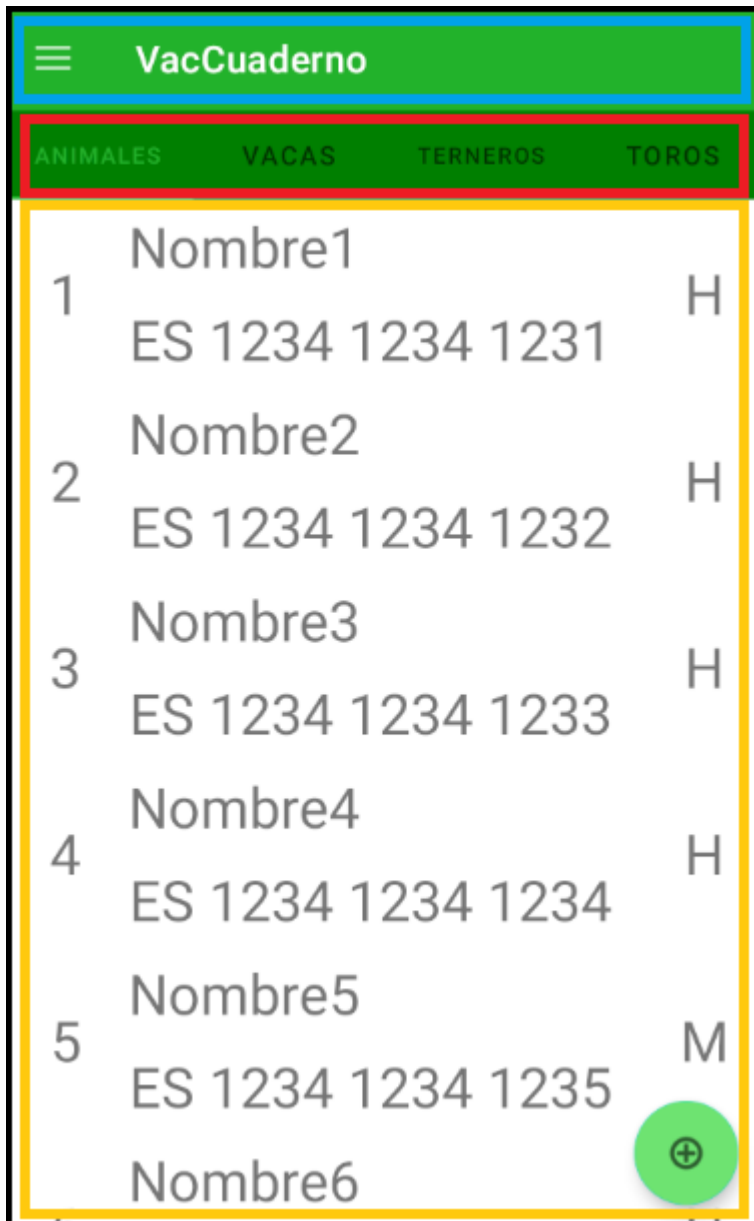 VacCuaderno
ANIMALES VACAS TERNEROS TOROS
Nombre1
1 H
ES 1234 1234 1231
Nombre2
2 H
ES 1234 1234 1232
Nombre3
3 H
ES 1234 1234 1233
Nombre4
4 H
ES 1234 1234 1234
Nombre5
5 M
ES 1234 1234 1235
Nombre6